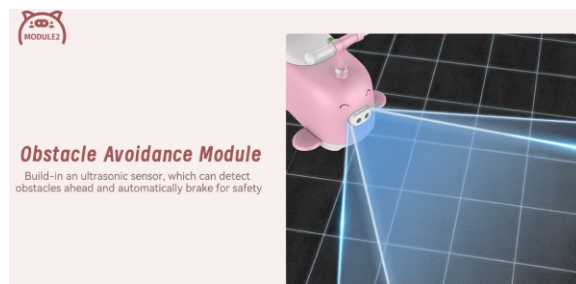 MODULE2
Obstacle Avoidance Module
Build-in an ultrasonic sensor, which can detect
obstacles ahead and automatically brake for safety